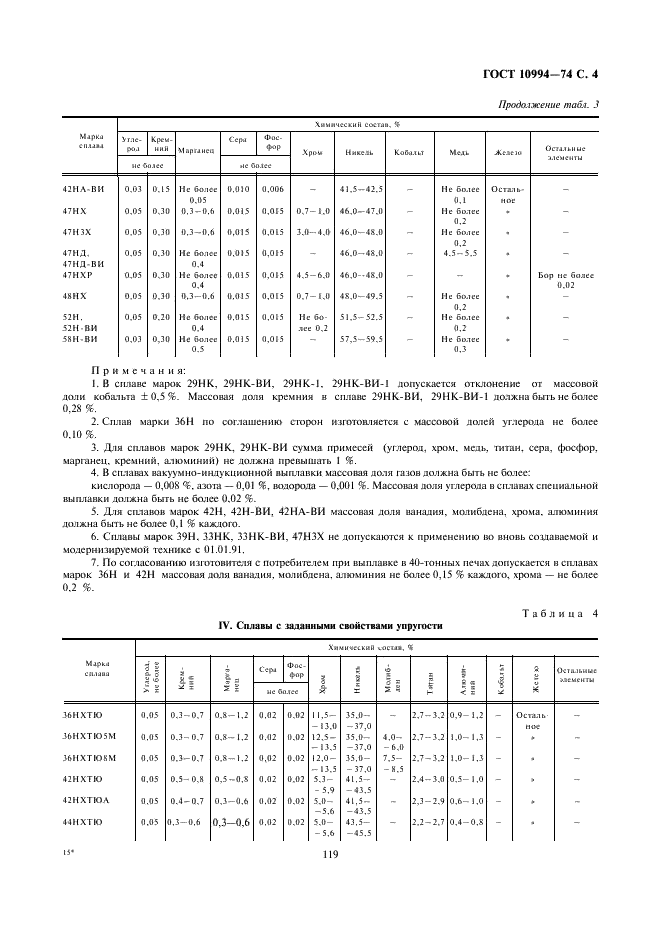 ГОСТ 10994—74 С. 4
Продолжение табл. 3
Марка сплава | Химический состав, %
Угле-род | Крем-ний | Марганец | Сера | Фос-фор | Хром | Никель | Кобальт | Медь | Железо | Остальные элементы
не более | не более
42НА-ВИ | 0,03 | 0,15 | Не более 0,05 | 0,010 | 0,006 | — | 41,5—42,5 | — | Не более 0,1 | Осталь-ное | —
47НХ | 0,05 | 0,30 | 0,3—0,6 | 0,015 | 0,015 | 0,7—1,0 | 46,0—47,0 | — | Не более 0,2 | » | —
47Н3Х | 0,05 | 0,30 | 0,3—0,6 | 0,015 | 0,015 | 3,0—4,0 | 46,0—48,0 | — | Не более 0,2 | » | —
47НД, 47НД-ВИ | 0,05 | 0,30 | Не более 0,4 | 0,015 | 0,015 | — | 46,0—48,0 | — | 4,5—5,5 | » | —
47НХР | 0,05 | 0,30 | Не более 0,4 | 0,015 | 0,015 | 4,5—6,0 | 46,0—48,0 | — | — | » | Бор не более 0,02
48НХ | 0,05 | 0,30 | 0,3—0,6 | 0,015 | 0,015 | 0,7—1,0 | 48,0—49,5 | — | Не более 0,2 | » | —
52Н, 52Н-ВИ | 0,05 | 0,20 | Не более 0,4 | 0,015 | 0,015 | Не бо-лее 0,2 | 51,5—52,5 | — | Не более 0,2 | » | —
58Н-ВИ | 0,03 | 0,30 | Не более 0,5 | 0,015 | 0,015 | — | 57,5—59,5 | — | Не более 0,3 | » | —
Примечания:
1. В сплаве марок 29НК, 29НК-ВИ, 29НК-1, 29НК-ВИ-1 допускается отклонение от массовой
доли кобальта ± 0,5 %. Массовая доля кремния в сплаве 29НК-ВИ, 29НК-ВИ-1 должна быть не более
0,28 %.
2. Сплав марки 36Н по соглашению сторон изготовляется с массовой долей углерода не более
0,10 %.
3. Для сплавов марок 29НК, 29НК-ВИ сумма примесей (углерод, хром, медь, титан, сера, фосфор,
марганец, кремний, алюминий) не должна превышать 1 %.
4. В сплавах вакуумно-индукционной выплавки массовая доля газов должна быть не более:
кислорода — 0,008 %, азота — 0,01 %, водорода — 0,001 %. Массовая доля углерода в сплавах специальной
выплавки должна быть не более 0,02 %.
5. Для сплавов марок 42Н, 42Н-ВИ, 42НА-ВИ массовая доля ванадия, молибдена, хрома, алюминия
должна быть не более 0,1 % каждого.
6. Сплавы марок 39Н, 33НК, 33НК-ВИ, 47Н3Х не допускаются к применению во вновь создаваемой и
модернизируемой технике с 01.01.91.
7. По согласованию изготовителя с потребителем при выплавке в 40-тонных печах допускается в сплавах
марок 36Н и 42Н массовая доля ванадия, молибдена, алюминия не более 0,15 % каждого, хрома — не более
0,2 %.
Таблица 4
IV. Сплавы с заданными свойствами упругости
Марка сплава | Химический состав, %
Углерод, не более | Крем-ний | Марга-нец | Сера | Фос-фор | Хром | Никель | Молиб-ден | Титан | Алюми-ний | Кобальт | Железо | Остальные элементы
не более
36НХТЮ | 0,05 | 0,3—0,7 | 0,8—1,2 | 0,02 | 0,02 | 11,5——13,0 | 35,0——37,0 | — | 2,7—3,2 | 0,9—1,2 | — | Осталь-ное | —
36НХТЮ5М | 0,05 | 0,3—0,7 | 0,8—1,2 | 0,02 | 0,02 | 12,5——13,5 | 35,0——37,0 | 4,0——6,0 | 2,7—3,2 | 1,0—1,3 | — | » | —
36НХТЮ8М | 0,05 | 0,3—0,7 | 0,8—1,2 | 0,02 | 0,02 | 12,0——13,5 | 35,0——37,0 | 7,5——8,5 | 2,7—3,2 | 1,0—1,3 | — | » | —
42НХТЮ | 0,05 | 0,5—0,8 | 0,5—0,8 | 0,02 | 0,02 | 5,3——5,9 | 41,5——43,5 | — | 2,4—3,0 | 0,5—1,0 | — | » | —
42НХТЮА | 0,05 | 0,4—0,7 | 0,3—0,6 | 0,02 | 0,02 | 5,0——5,6 | 41,5——43,5 | — | 2,3—2,9 | 0,6—1,0 | — | » | —
44НХТЮ | 0,05 | 0,3—0,6 | 0,3—0,6 | 0,02 | 0,02 | 5,0——5,6 | 43,5——45,5 | — | 2,2—2,7 | 0,4—0,8 | — | » | —
15*
119